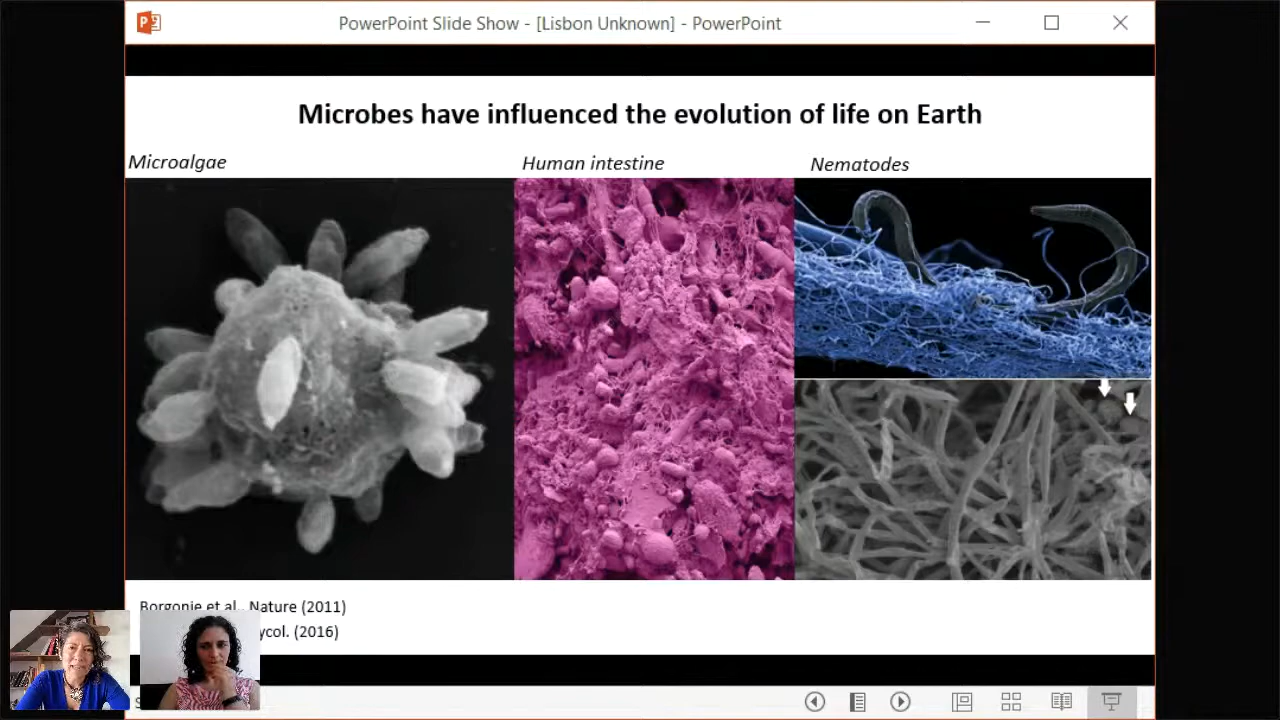 PowerPoint Slide Show - [Lisbon Unknown] - PowerPoint
Microbes have influenced the evolution of life on Earth
Microalgae
Human intestine
Nematodes
Borgonie et al., Nature (2011)
ycol. (2016)